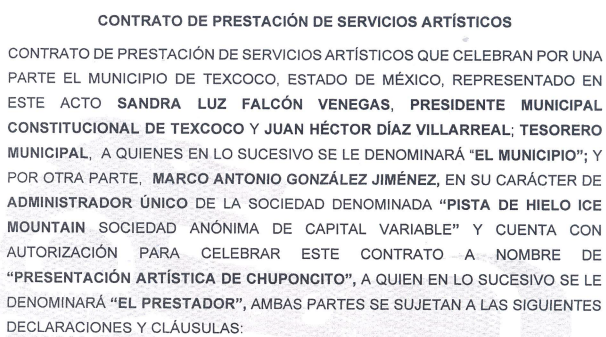 CONTRATO DE PRESTACIÓN DE SERVICIOS ARTÍSTICOS
CONTRATO DE PRESTACIÓN DE SERVICIOS ARTÍSTICOS QUE CELEBRAN POR UNA
PARTE EL MUNICIPIO DE TEXCOCO, ESTADO DE MÉXICO, REPRESENTADO EN
ESTE ACTO SANDRA LUZ FALCÓN VENEGAS, PRESIDENTE MUNICIPAL
CONSTITUCIONAL DE TEXCOCO Y JUAN HÉCTOR DÍAZ VILLARREAL; TESORERO
MUNICIPAL, A QUIENES EN LO SUCESIVO SE LE DENOMINARÁ "EL MUNICIPIO"; Y
POR OTRA PARTE, MARCO ANTONIO GONZÁLEZ JIMÉNEZ, EN SU CARÁCTER DE
ADMINISTRADOR ÚNICO DE LA SOCIEDAD DENOMINADA "PISTA DE HIELO ICE
MOUNTAIN SOCIEDAD ANÓNIMA DE CAPITAL VARIABLE" Y CUENTA CON
AUTORIZACIÓN PARA CELEBRAR ESTE CONTRATO A NOMBRE DE
"PRESENTACIÓN ARTÍSTICA DE CHUPONCITO", A QUIEN EN LO SUCESIVO SE LE
DENOMINARÁ "EL PRESTADOR", AMBAS PARTES SE SUJETAN A LAS SIGUIENTES
DECLARACIONES Y CLÁUSULAS: